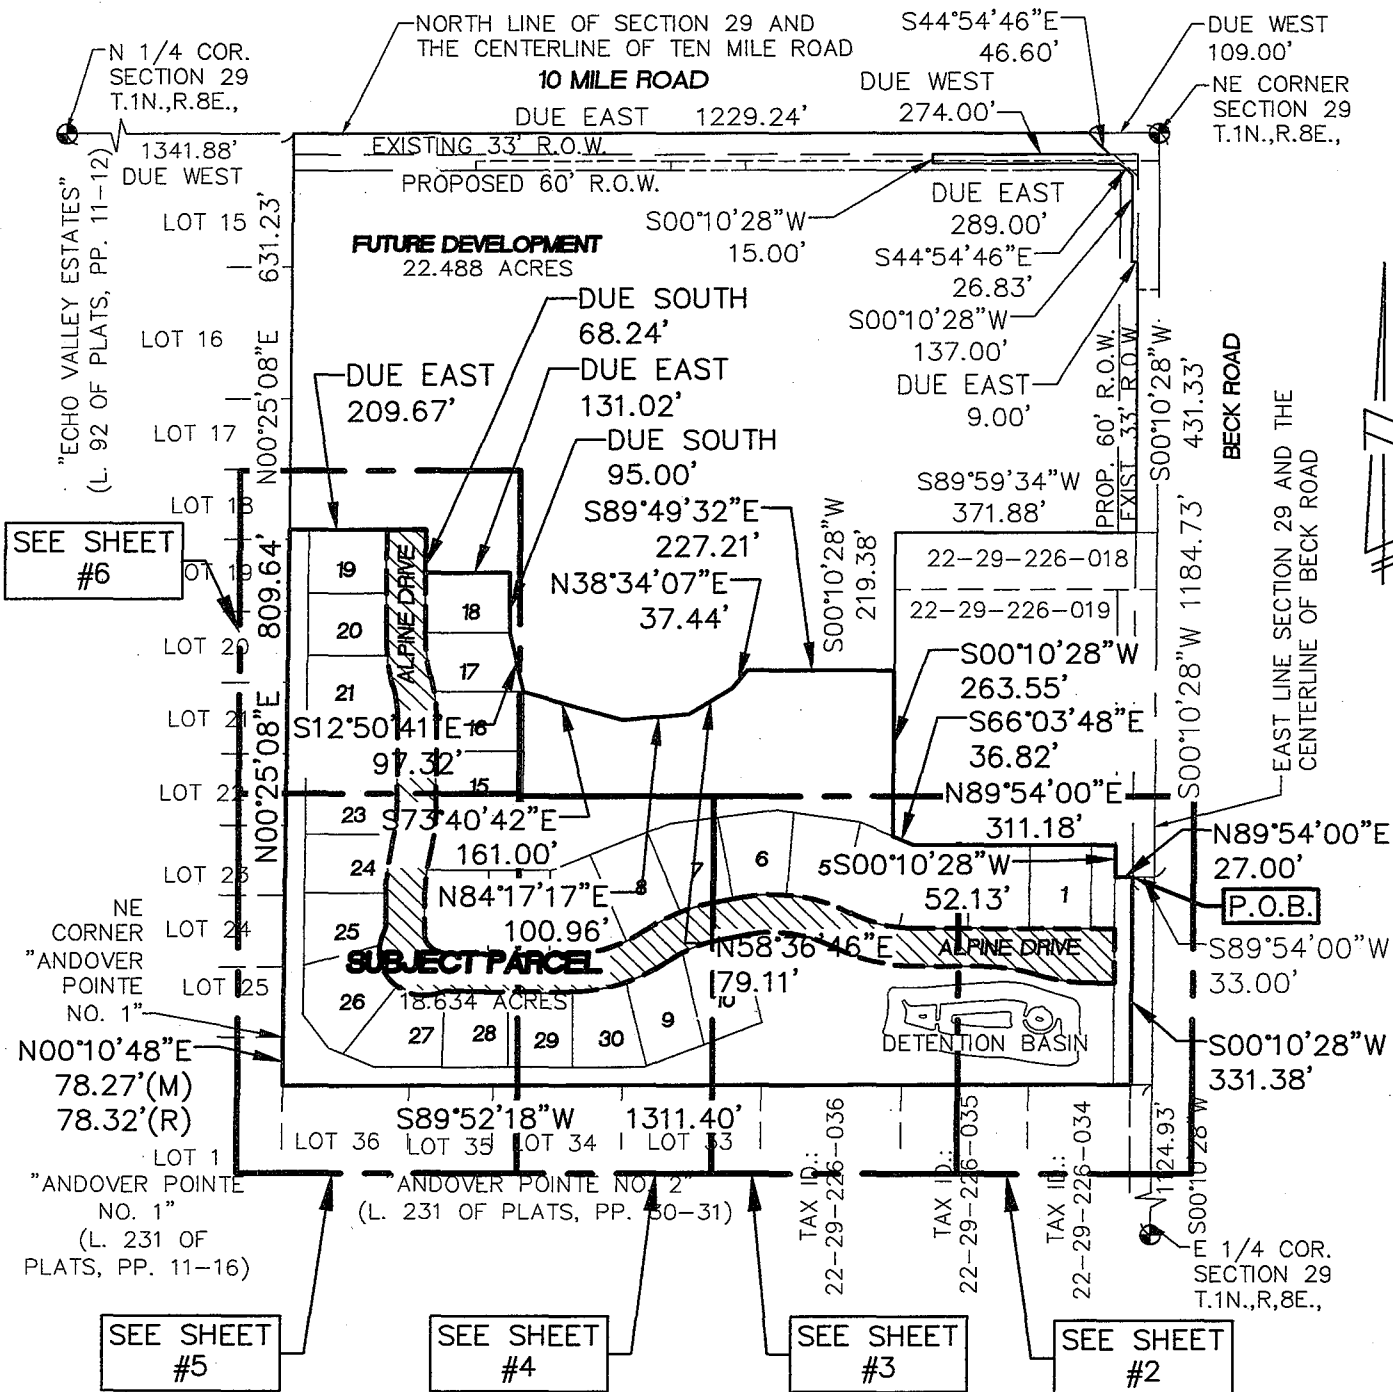 NORTH LINE OF SECTION 29 AND
THE CENTERLINE OF TEN MILE ROAD
10 MILE ROAD
S44°54'46"E
46.60'
DUE WEST
109.00'
N 1/4 COR.
SECTION 29
T.1N.,R.8E.,
DUE WEST
274.00'
NE CORNER
SECTION 29
T.1N.,R.8E.,
DUE EAST 1229.24'
1341.88'
DUE WEST
EXISTING 33' R.O.W.
PROPOSED 60' R.O.W.
"ECHO VALLEY ESTATES"
(L. 92 OF PLATS, PP. 11-12)
LOT 15
LOT 16
LOT 17
LOT 18
LOT 19
LOT 20
LOT 21
LOT 22
LOT 23
LOT 24
LOT 25
N00°25'08"E 631.23'
FUTURE DEVELOPMENT
22.488 ACRES
S00°10'28"W
15.00'
DUE EAST
289.00'
S44°54'46"E
26.83'
S00°10'28"W
137.00'
DUE EAST
9.00'
PROP. 60' R.O.W.
EXIST. 33' R.O.W.
S00°10'28"W
431.33'
BECK ROAD
DUE SOUTH
68.24'
DUE EAST
131.02'
DUE EAST
209.67'
DUE SOUTH
95.00'
S89°49'32"E
227.21'
N38°34'07"E
37.44'
S00°10'28"W
219.38'
S89°59'34"W
371.88'
22-29-226-018
22-29-226-019
EAST LINE SECTION 29 AND THE
CENTERLINE OF BECK ROAD
S00°10'28"W 1184.73'
SEE SHEET
#6
N00°25'08"E 809.64'
ALPINE DRIVE
19
20
21
18
17
16
15
23
24
25
26
27
28
29
30
9
10
8
7
6
5
1
S12°50'41"E
97.32'
S73°40'42"E
161.00'
N84°17'17"E
100.96'
N58°36'46"E
79.11'
S00°10'28"W
263.55'
S66°03'48"E
36.82'
N89°54'00"E
311.18'
S00°10'28"W
52.13'
N89°54'00"E
27.00'
P.O.B.
S89°54'00"W
33.00'
S00°10'28"W
331.38'
ALPINE DRIVE
SUBJECT PARCEL
18.634 ACRES
DETENTION BASIN
NE
CORNER
"ANDOVER
POINTE
NO. 1"
N00°10'48"E
78.27'(M)
78.32'(R)
S89°52'18"W 1311.40'
LOT 36
LOT 35
LOT 34
LOT 33
LOT 1
"ANDOVER POINTE
NO. 1"
(L. 231 OF
PLATS, PP. 11-16)
"ANDOVER POINTE NO. 2"
(L. 231 OF PLATS, PP. 30-31)
TAX ID.:
22-29-226-036
TAX ID.:
22-29-226-035
TAX ID.:
22-29-226-034
1124.93'
S00°10'28"W
E 1/4 COR.
SECTION 29
T.1N.,R,8E.,
SEE SHEET
#5
SEE SHEET
#4
SEE SHEET
#3
SEE SHEET
#2